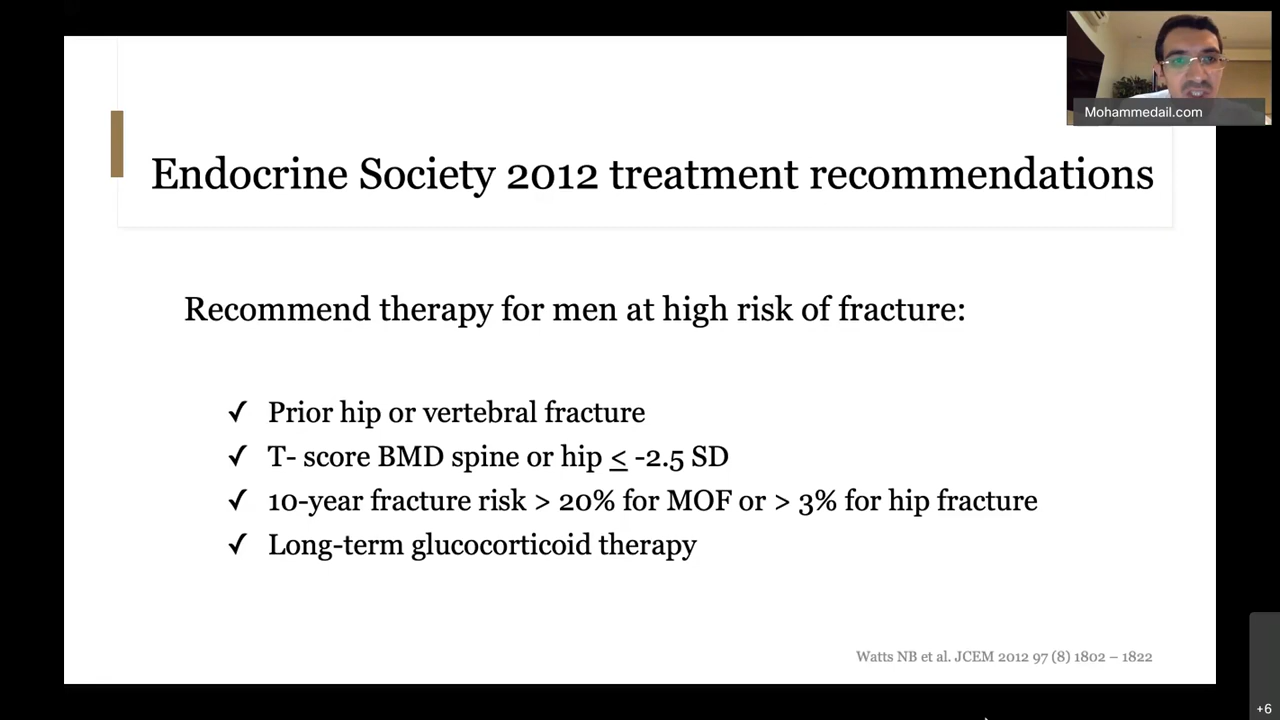 Mohammedail.com
Endocrine Society 2012 treatment recommendations
Recommend therapy for men at high risk of fracture:
✓ Prior hip or vertebral fracture
✓ T- score BMD spine or hip ≤ -2.5 SD
✓ 10-year fracture risk > 20% for MOF or > 3% for hip fracture
✓ Long-term glucocorticoid therapy
Watts NB et al. JCEM 2012 97 (8) 1802 – 1822
+6